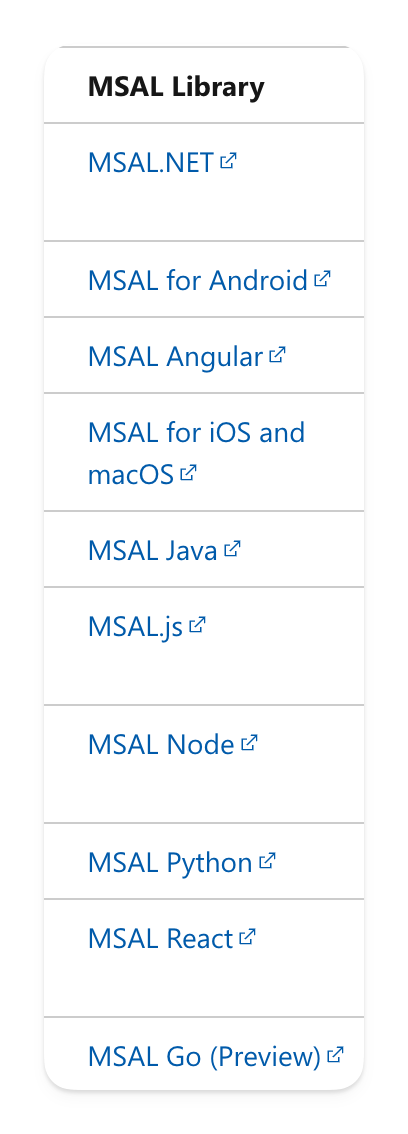 MSAL Library
MSAL.NET
MSAL for Android
MSAL Angular
MSAL for iOS and
macOS
MSAL Java
MSAL.js
MSAL Node
MSAL Python
MSAL React
MSAL Go (Preview)